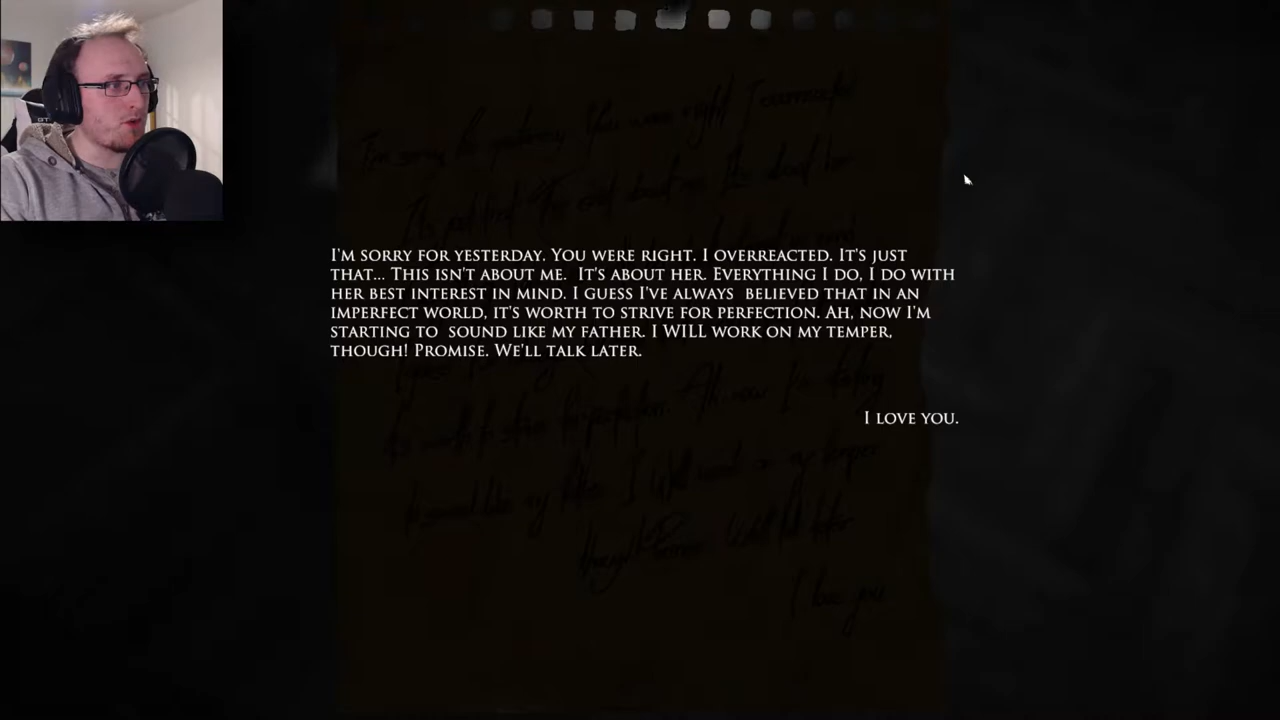 I'm sorry for yesterday. You were right. I overreacted. It's just
that... This isn't about me.  It's about her. Everything I do, I do with
her best interest in mind. I guess I've always  believed that in an
imperfect world, it's worth to strive for perfection. Ah, now I'm
starting to  sound like my father. I WILL work on my temper,
though! Promise. We'll talk later.
I love you.